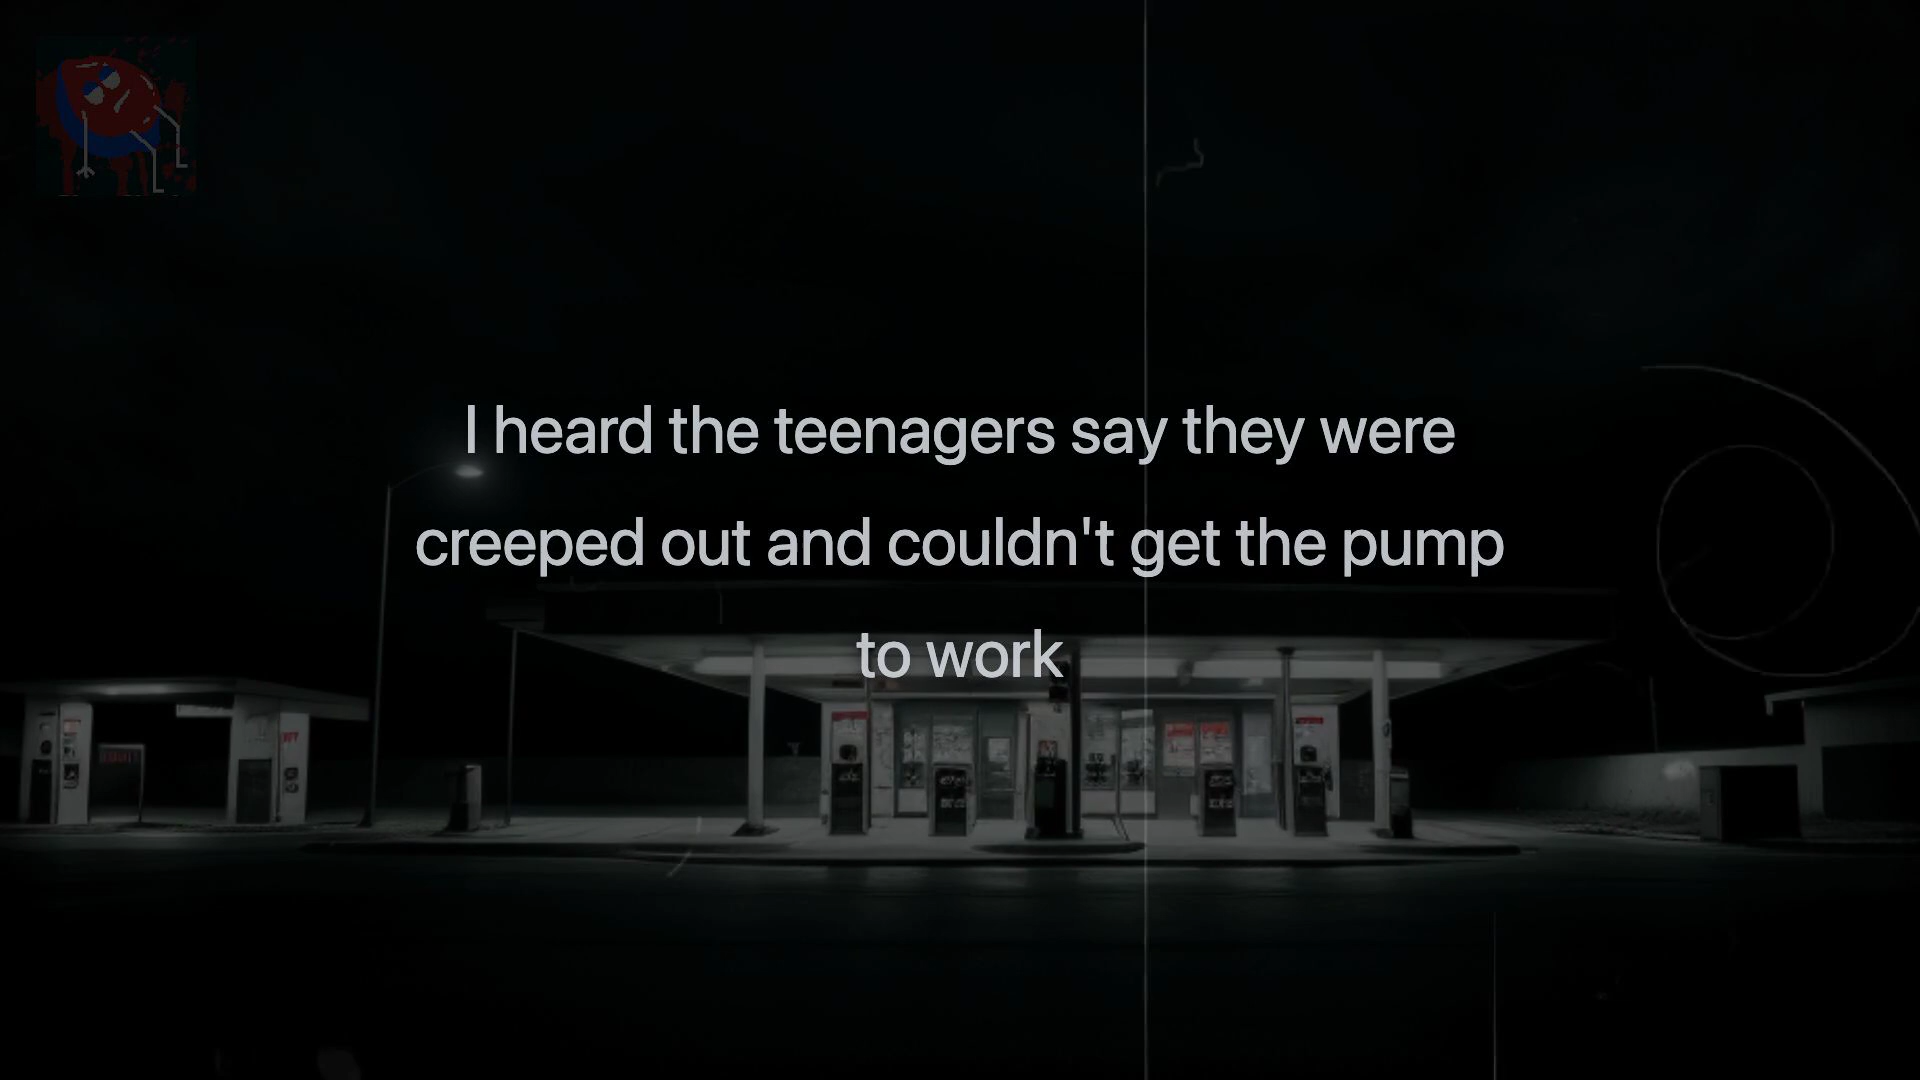 I heard the teenagers say they were
creeped out and couldn't get the pump
to work